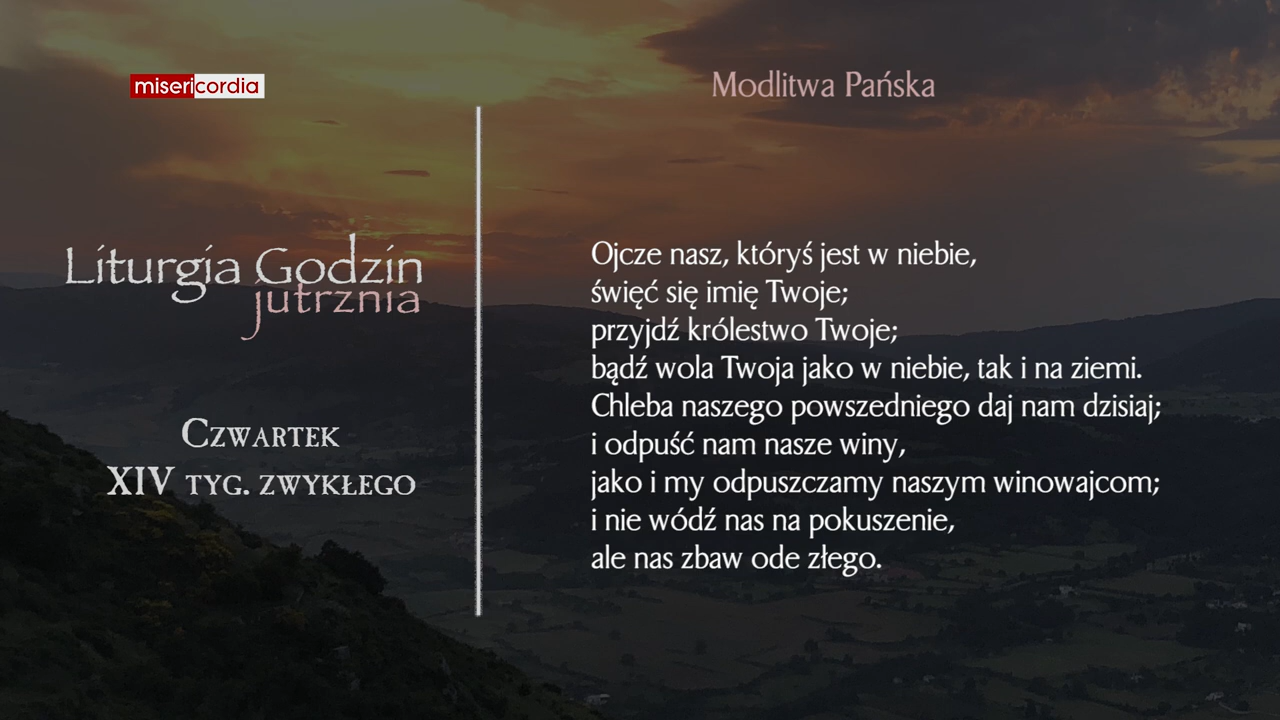 misericordia
Liturgia Godzin
jutrznia
Czwartek
XIV tyg. zwykłego
Modlitwa Pańska
Ojcze nasz, któryś jest w niebie,
święć się imię Twoje;
przyjdź królestwo Twoje;
bądź wola Twoja jako w niebie, tak i na ziemi.
Chleba naszego powszedniego daj nam dzisiaj;
i odpuść nam nasze winy,
jako i my odpuszczamy naszym winowajcom;
i nie wódź nas na pokuszenie,
ale nas zbaw ode złego.